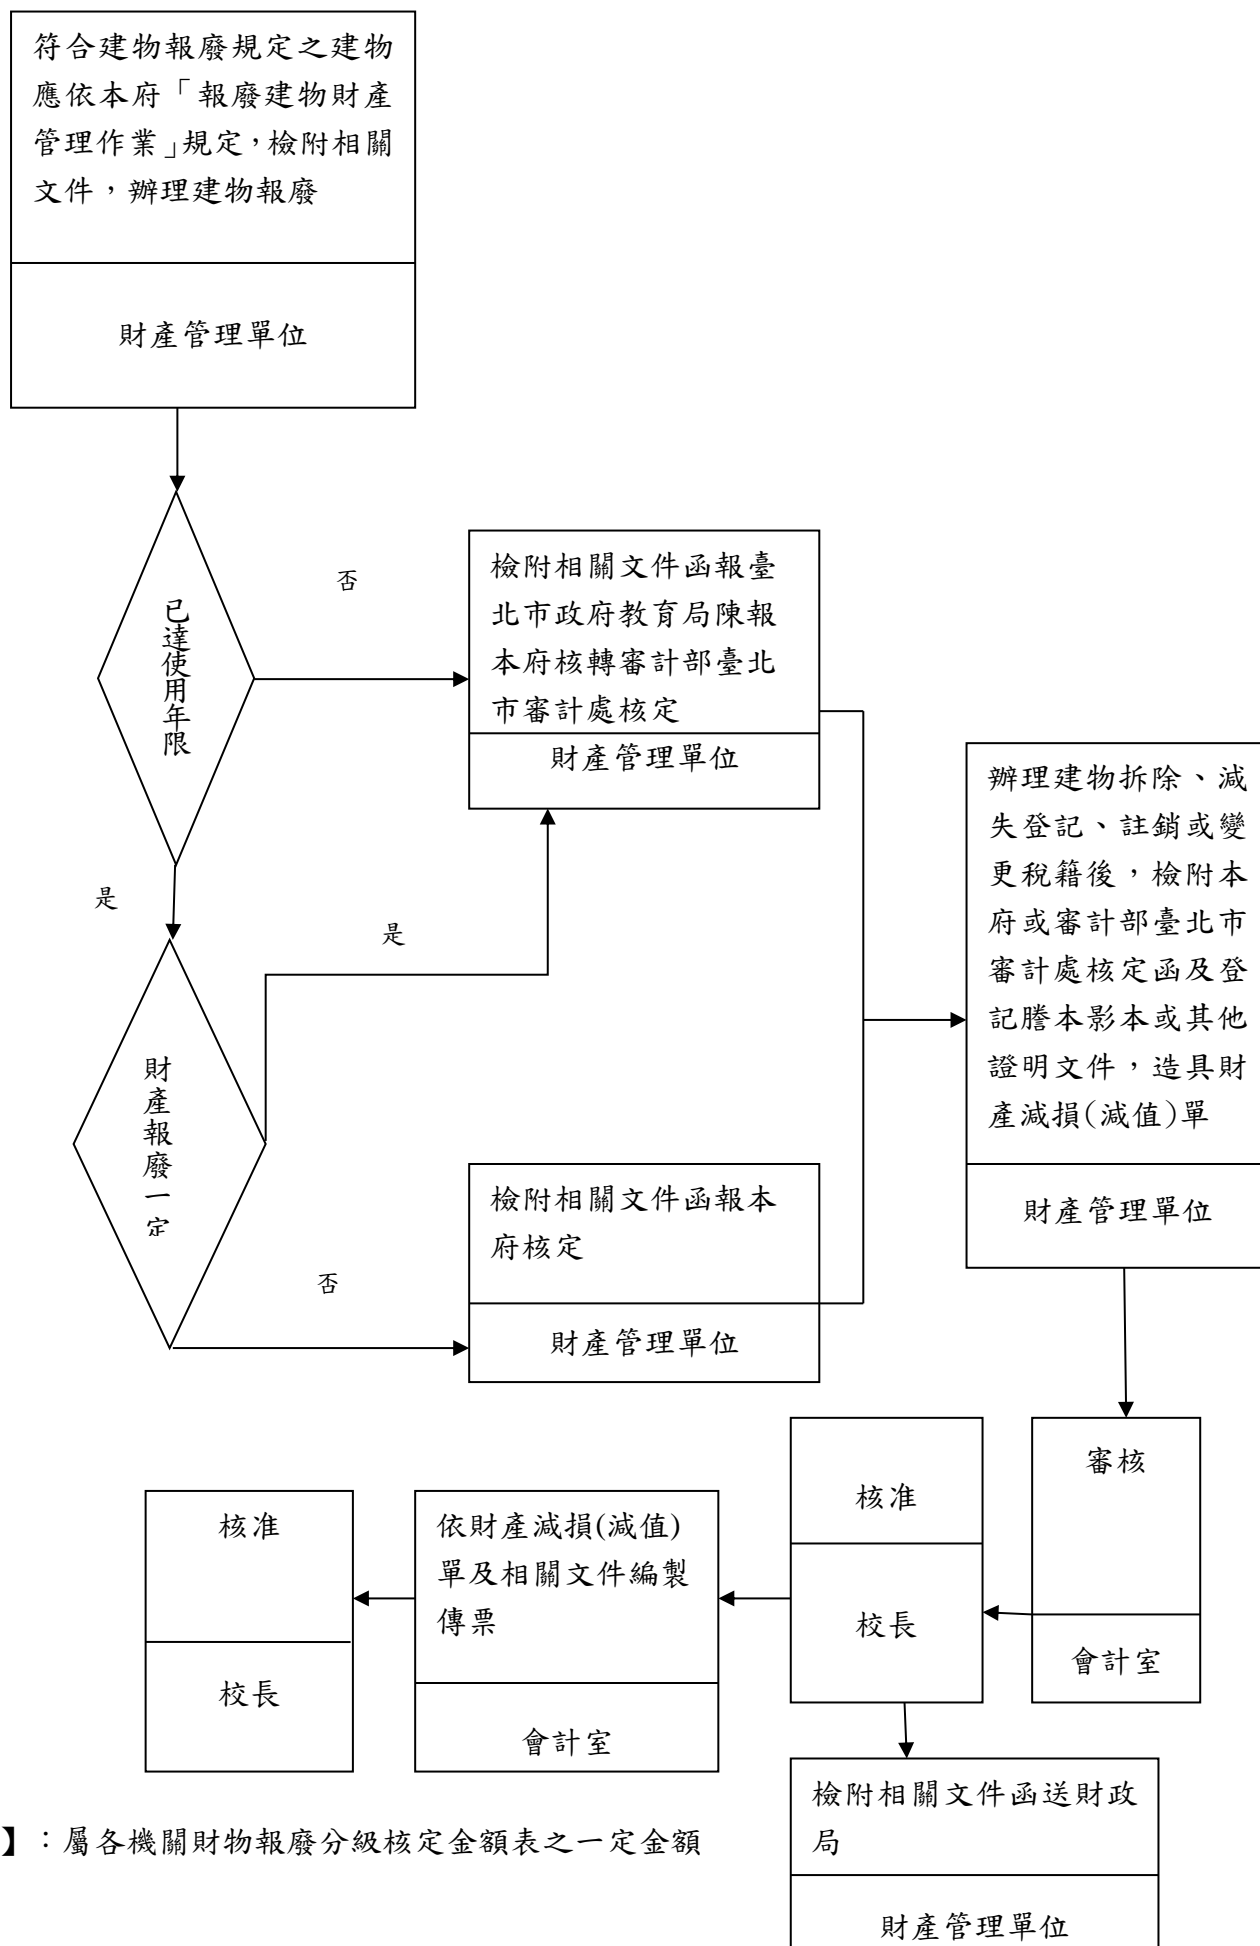 符合建物報廢規定之建物
應依本府「報廢建物財產
管理作業」規定，檢附相關
文件，辦理建物報廢
財產管理單位
已達使用年限
否
檢附相關文件函報臺
北市政府教育局陳報
本府核轉審計部臺北
市審計處核定
財產管理單位
是
是
財產報廢一定
否
檢附相關文件函報本
府核定
財產管理單位
辦理建物拆除、滅
失登記、註銷或變
更稅籍後，檢附本
府或審計部臺北市
審計處核定函及登
記謄本影本或其他
證明文件，造具財
產減損(減值)單
財產管理單位
審核
會計室
核准
校長
依財產減損(減值)
單及相關文件編製
傳票
會計室
核准
校長
檢附相關文件函送財政
局
財產管理單位
】：屬各機關財物報廢分級核定金額表之一定金額